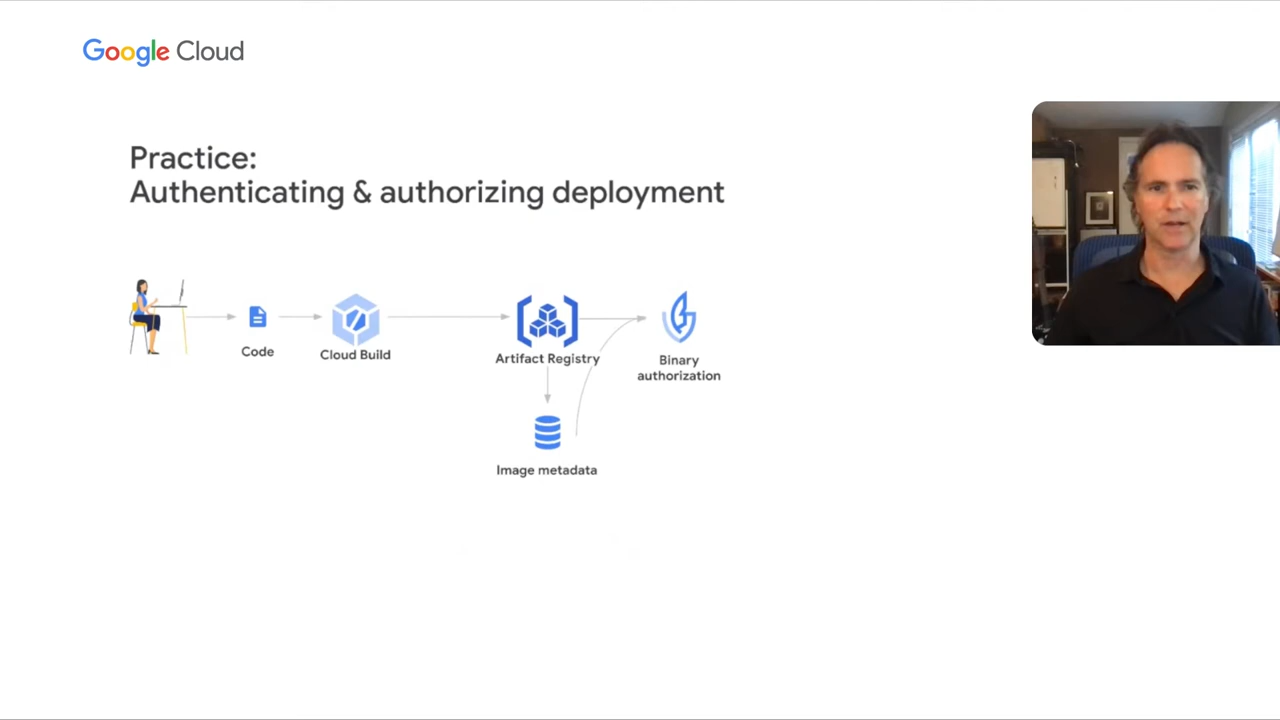 Google Cloud
Practice:
Authenticating & authorizing deployment
Code
Cloud Build
Artifact Registry
Binary
authorization
Image metadata